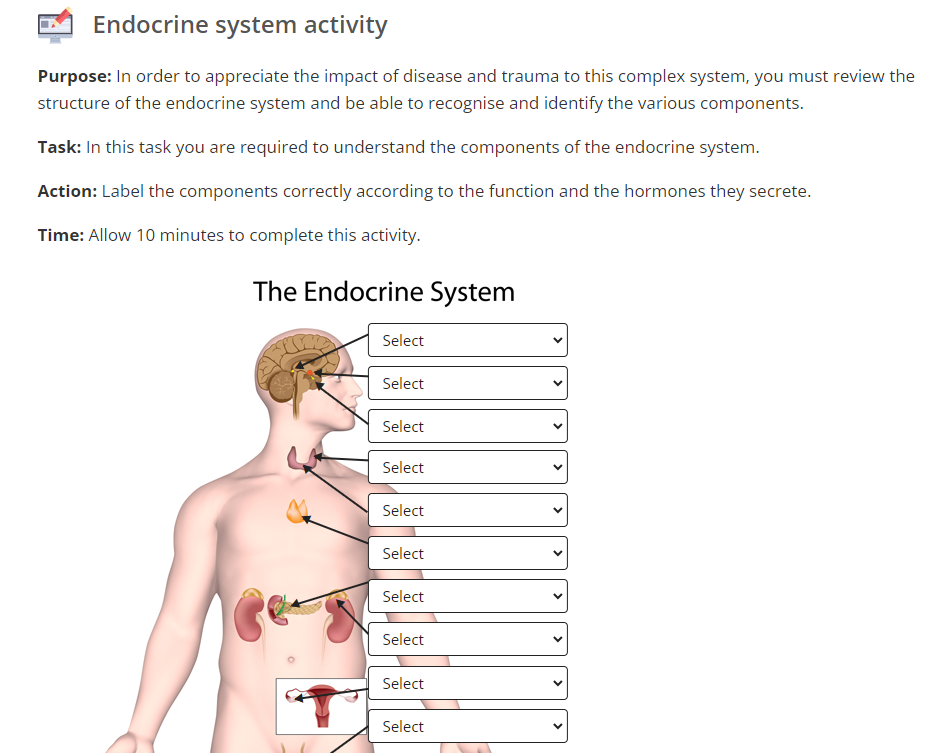 Endocrine system activity
Purpose: In order to appreciate the impact of disease and trauma to this complex system, you must review the
structure of the endocrine system and be able to recognise and identify the various components.
Task: In this task you are required to understand the components of the endocrine system.
Action: Label the components correctly according to the function and the hormones they secrete.
Time: Allow 10 minutes to complete this activity.
The Endocrine System
Select
Select
Select
Select
Select
Select
Select
Select
Select
Select